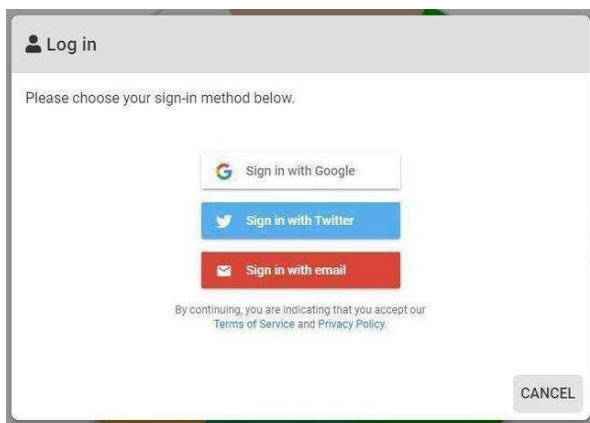 Log in
Please choose your sign-in method below.
Sign in with Google
Sign in with Twitter
Sign in with email
By continuing, you are indicating that you accept our
Terms of Service and Privacy Policy.
CANCEL